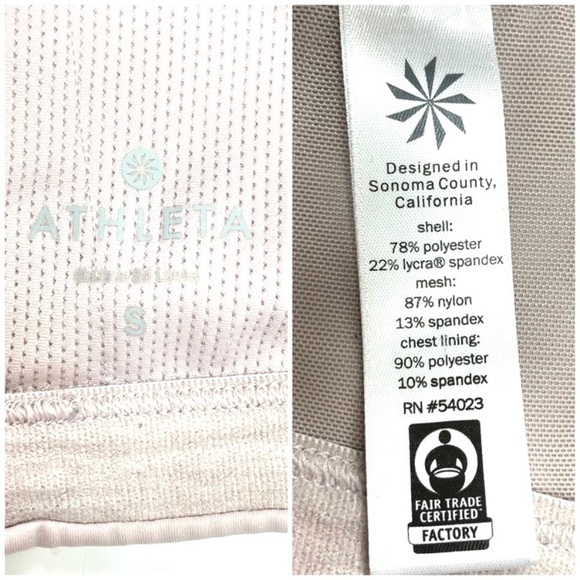 ATHLETA
S
Designed in
Sonoma County,
California
shell:
78% polyester
22% lycra® spandex
mesh:
87% nylon
13% spandex
chest lining:
90% polyester
10% spandex
RN #54023
FAIR TRADE
CERTIFIED™
FACTORY